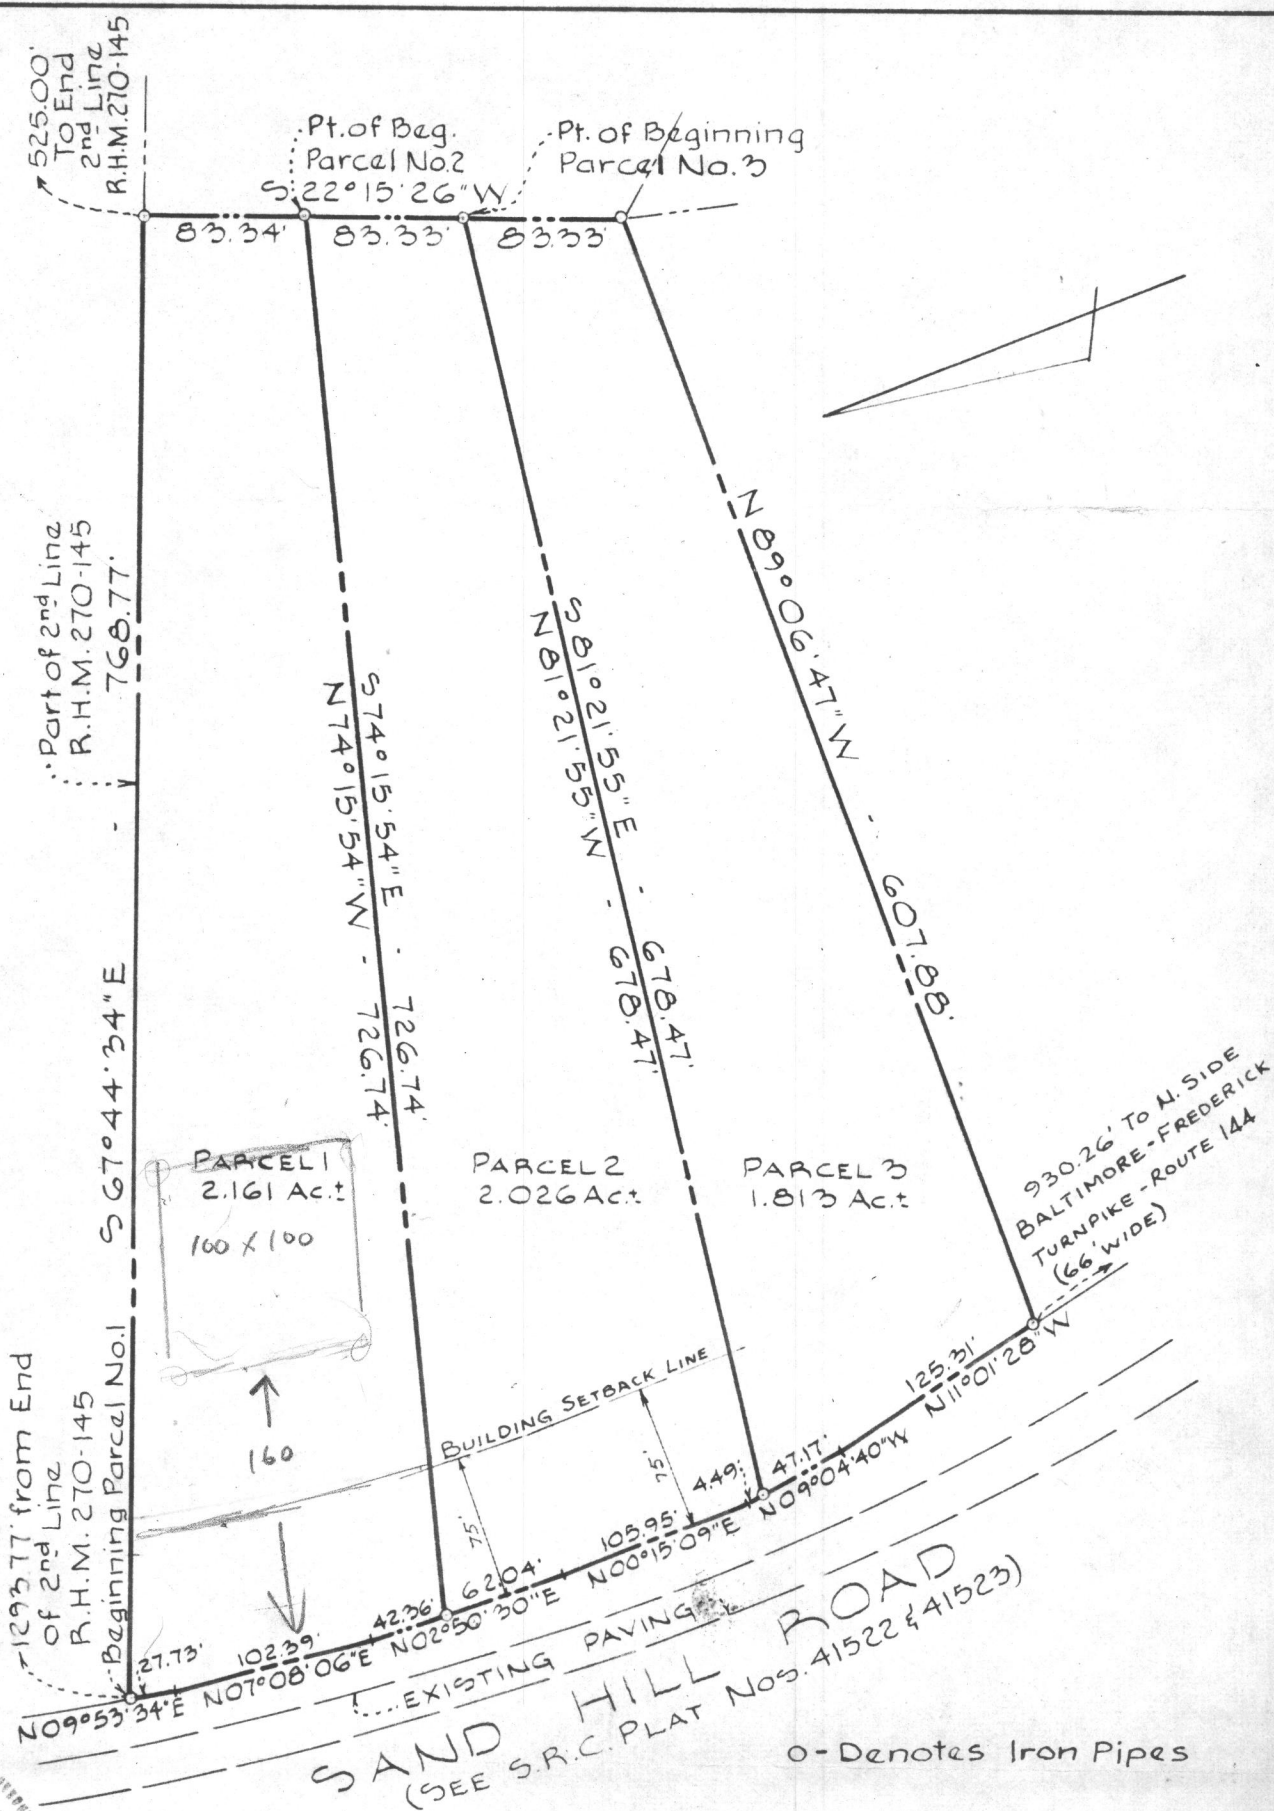 525.00'
To End
2nd Line
R.H.M. 270-145
Pt. of Beg.
Parcel No.2
Pt. of Beginning
Parcel No.3
S 22°15'26" W
83.34'
83.33'
83.33'
Part of 2nd Line
R.H.M. 270-145
S 67°44'34" E - 768.77'
S 74°15'54" E - 726.74'
N 74°15'54" W - 726.74'
S 81°21'55" E - 678.47'
N 81°21'55" W - 678.47'
N 89°06'47" W - 607.88'
PARCEL 1
2.161 Ac.±
100 X 100
PARCEL 2
2.026 Ac.±
PARCEL 3
1.813 Ac.±
930.26' TO N. SIDE
BALTIMORE-FREDERICK
TURNPIKE-ROUTE 144
(66' WIDE)
1293.77' from End
of 2nd Line
R.H.M. 270-145
Beginning Parcel No.1
160
BUILDING SETBACK LINE
75'
75'
27.73'
N09°53'34"E
102.39'
N07°08'06"E
42.36'
62.04'
N02°50'30"E
105.95'
N00°15'09"E
4.49'
47.17'
N09°04'40"W
125.31'
N11°01'28"W
EXISTING PAVING
SAND HILL ROAD
(SEE S.R.C. PLAT Nos. 41522 & 41523)
o-Denotes Iron Pipes